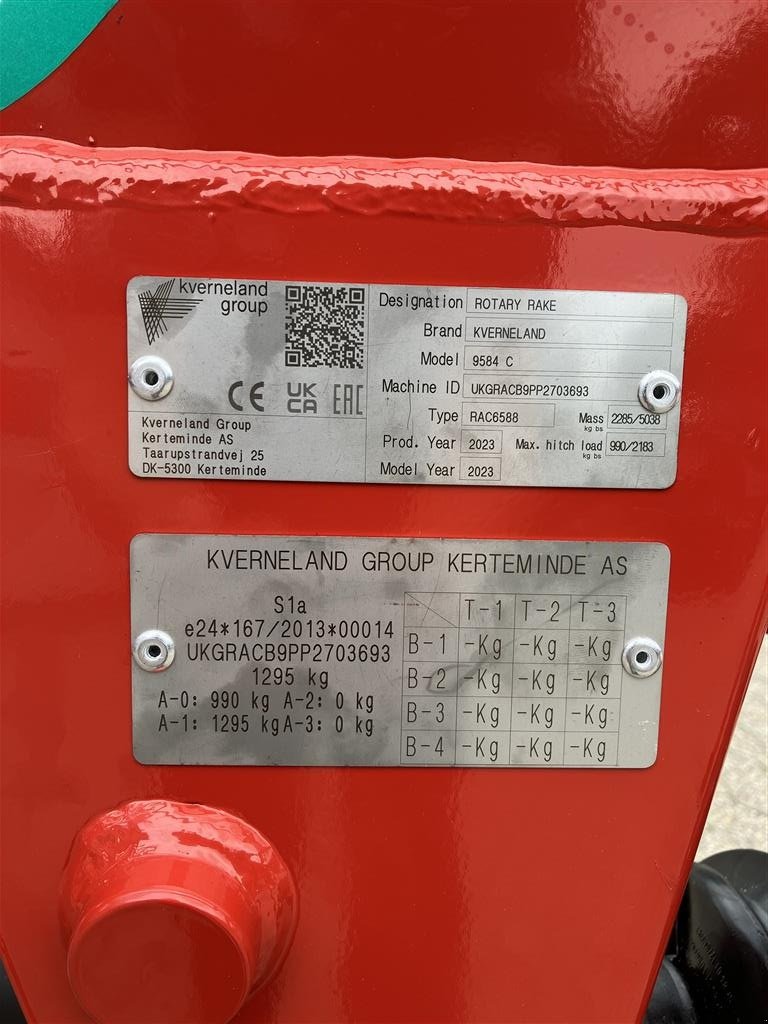 kverneland
group
CE UK CA EAC
Kverneland Group
Kerteminde AS
Taarupstrandvej 25
DK-5300 Kerteminde
Designation ROTARY RAKE
Brand KVERNELAND
Model 9584 C
Machine ID UKGRACB9PP2703693
Type RAC6588 Mass kg lbs 2285/5038
Prod. Year 2023 Max. hitch load kg lbs 990/2183
Model Year 2023
KVERNELAND GROUP KERTEMINDE AS
S1a
e24*167/2013*00014
UKGRACB9PP2703693
1295 kg
A-0: 990 kg A-2: 0 kg
A-1: 1295 kg A-3: 0 kg
T-1 T-2 T-3
B-1 -Kg -Kg -Kg
B-2 -Kg -Kg -Kg
B-3 -Kg -Kg -Kg
B-4 -Kg -Kg -Kg